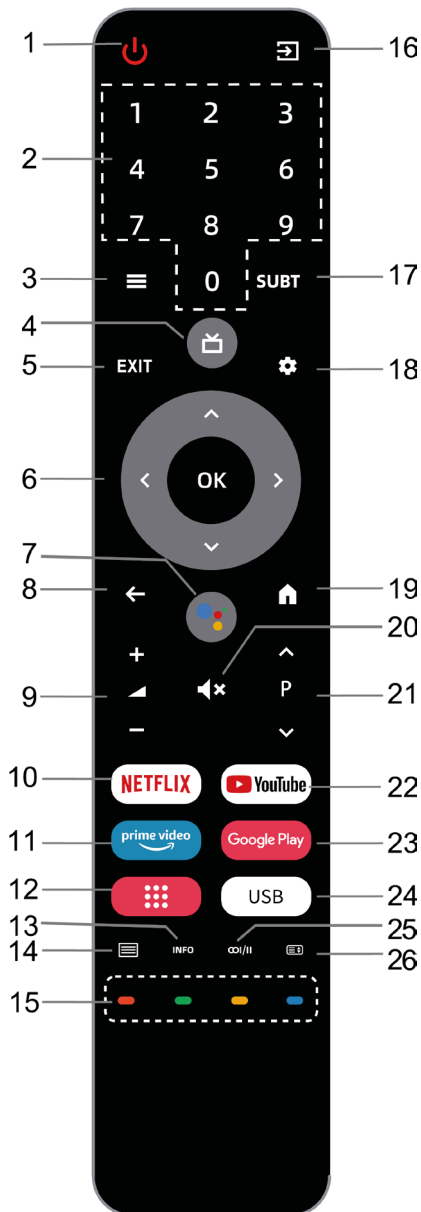 1 16
1 2 3
2 4 5 6
7 8 9
3 0 SUBT 17
4
5 EXIT 18
6 OK
7
8 19
20
+
9 P 21
−
10 NETFLIX YouTube 22
11 prime video Google Play 23
12 USB 24
13 25
14 INFO I/II 26
15